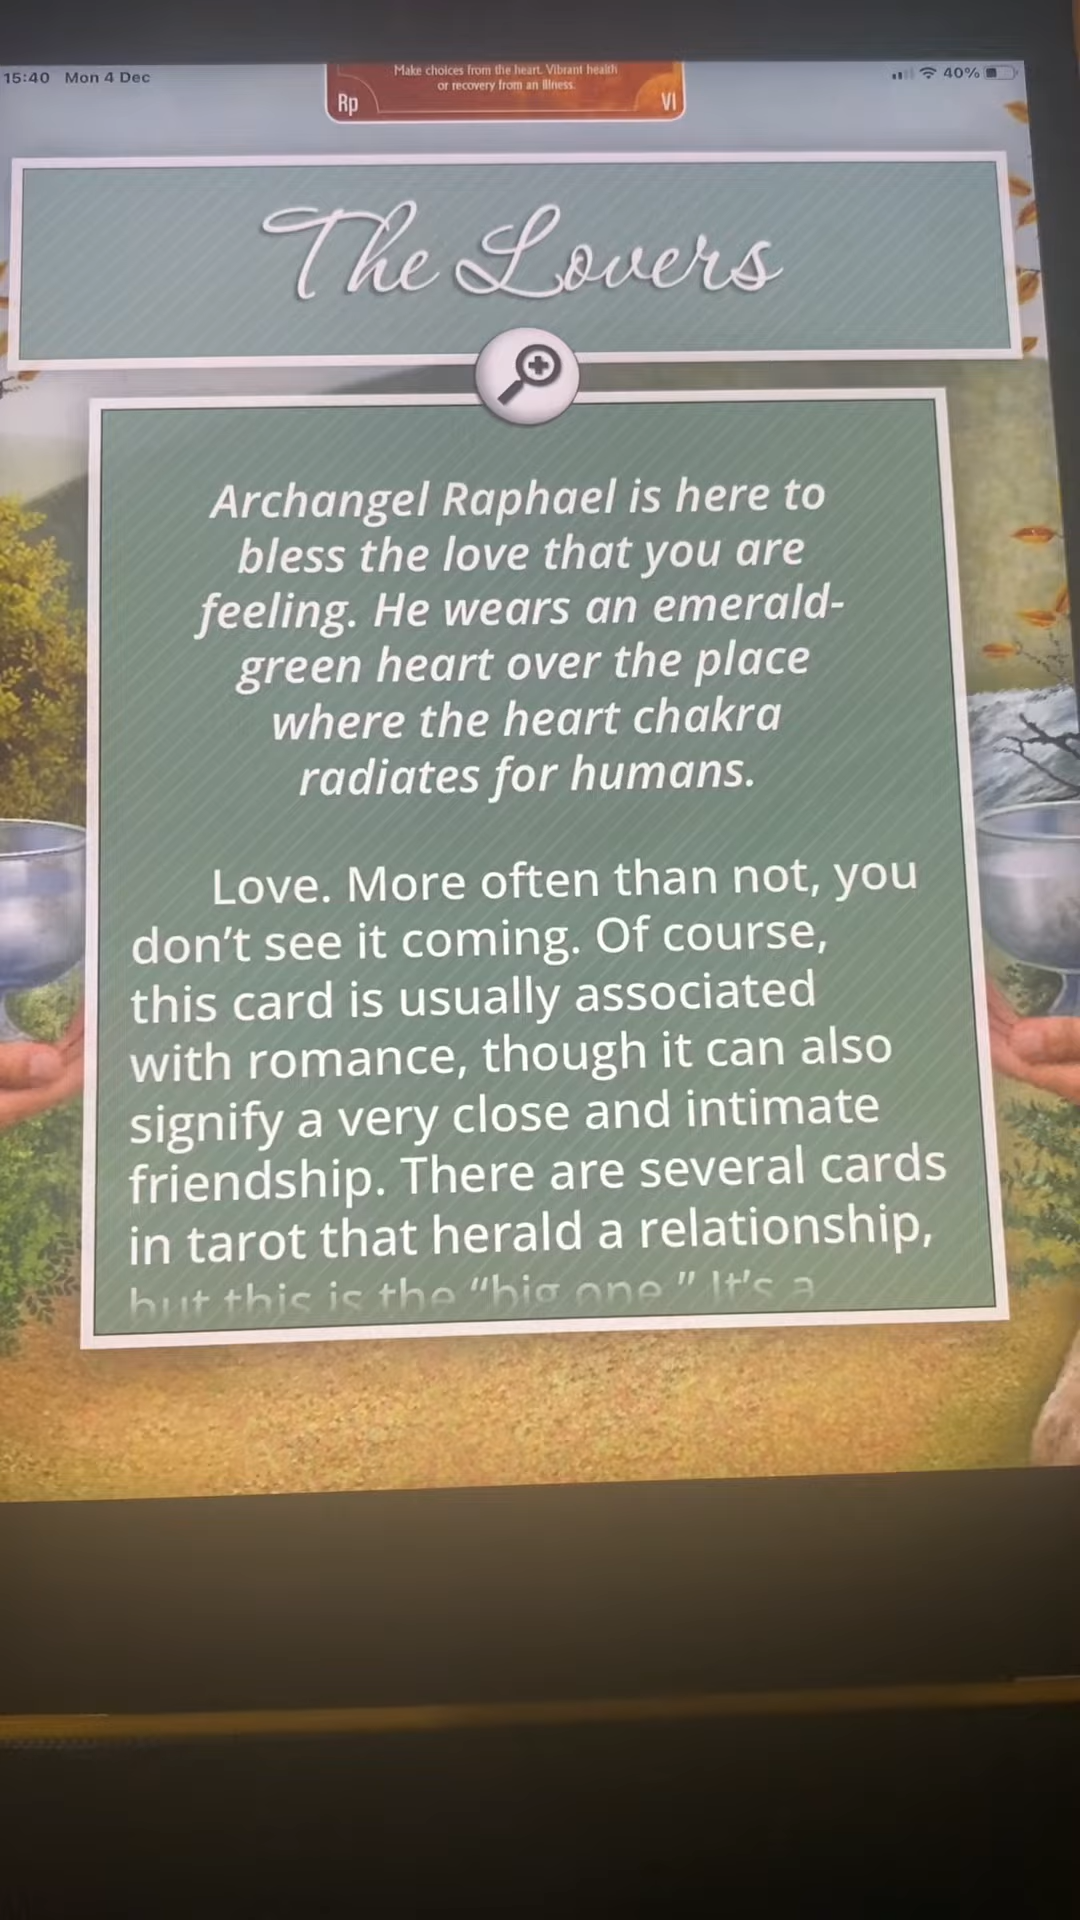 15:40 Mon 4 Dec
40%
Make choices from the heart. Vibrant health
or recovery from an illness.
Rp
VI
The Lovers
Archangel Raphael is here to
bless the love that you are
feeling. He wears an emerald-
green heart over the place
where the heart chakra
radiates for humans.
Love. More often than not, you
don't see it coming. Of course,
this card is usually associated
with romance, though it can also
signify a very close and intimate
friendship. There are several cards
in tarot that herald a relationship,
but this is the "big one." It's a